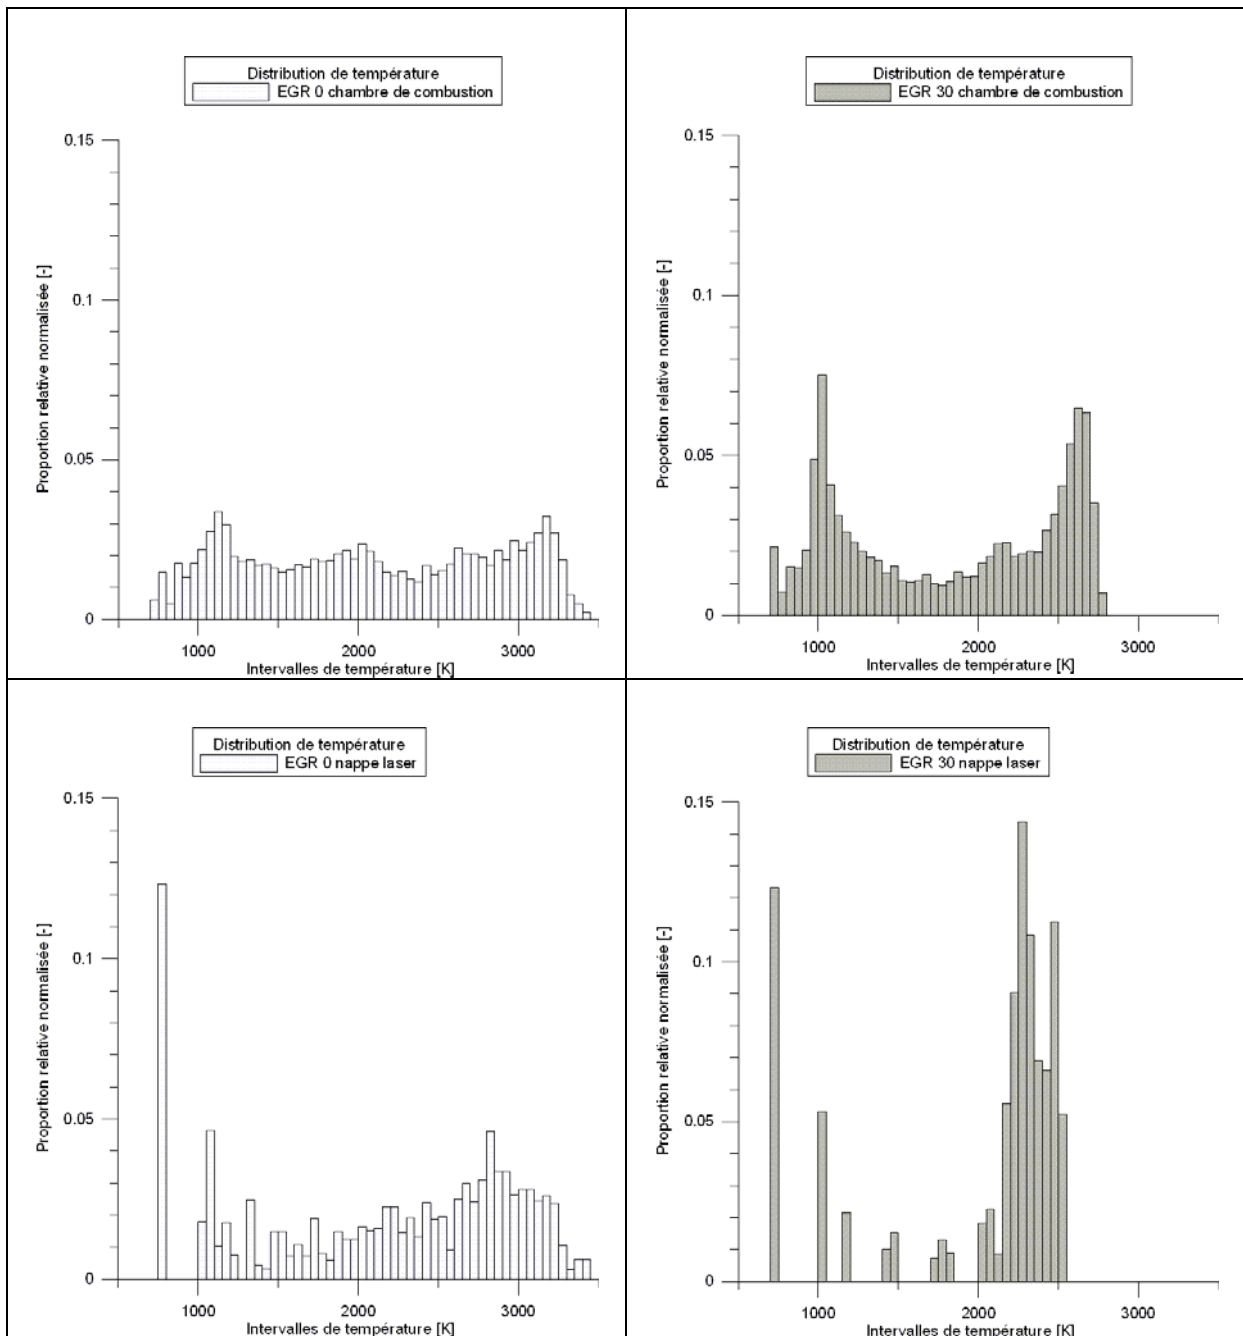 Distribution de température
EGR 0 chambre de combustion
0.15
0.1
0.05
0
Proportion relative normalisée [-]
1000 2000 3000
Intervalles de température [K]
Distribution de température
EGR 30 chambre de combustion
0.15
0.1
0.05
0
Proportion relative normalisée [-]
1000 2000 3000
Intervalles de température [K]
Distribution de température
EGR 0 nappe laser
0.15
0.1
0.05
0
Proportion relative normalisée [-]
1000 2000 3000
Intervalles de température [K]
Distribution de température
EGR 30 nappe laser
0.15
0.1
0.05
0
Proportion relative normalisée [-]
1000 2000 3000
Intervalles de température [K]